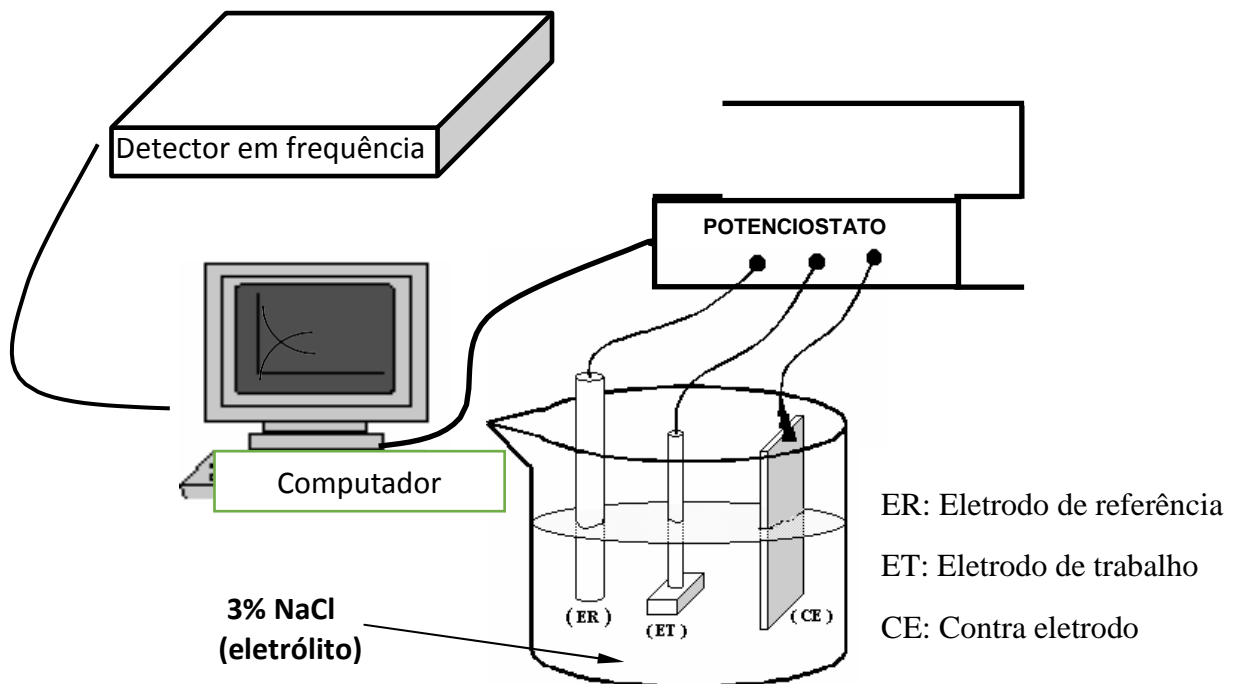 Detector em frequência
POTENCIOSTATO
Computador
ER: Eletrodo de referência
ET: Eletrodo de trabalho
CE: Contra eletrodo
( ER )
( ET )
( CE )
3% NaCl
(eletrólito)